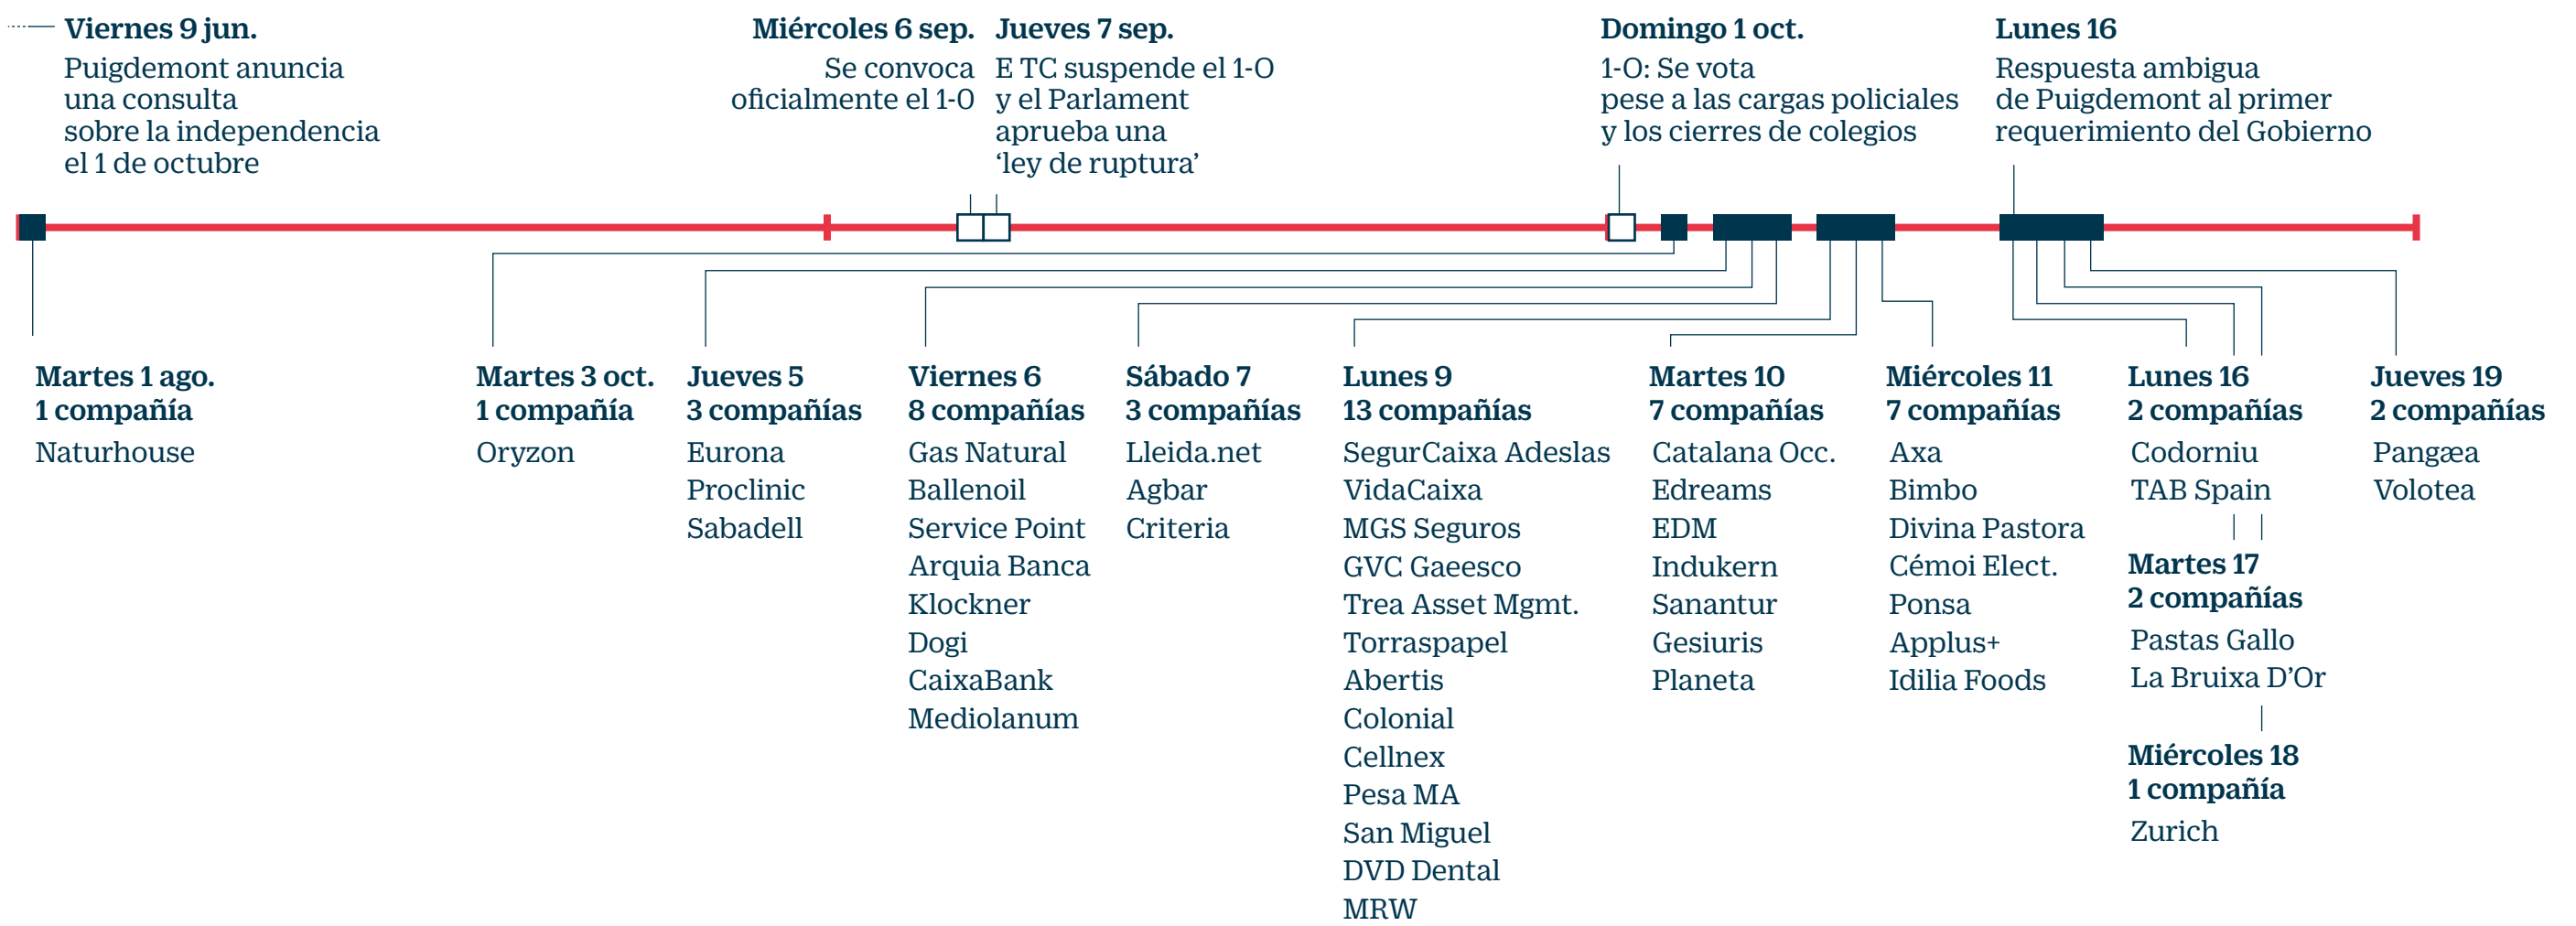 Viernes 9 jun.
Puigdemont anuncia
una consulta
sobre la independencia
el 1 de octubre
Miércoles 6 sep.
Se convoca
oficialmente el 1-O
Jueves 7 sep.
E TC suspende el 1-O
y el Parlament
aprueba una
‘ley de ruptura’
Domingo 1 oct.
1-O: Se vota
pese a las cargas policiales
y los cierres de colegios
Lunes 16
Respuesta ambigua
de Puigdemont al primer
requerimiento del Gobierno
Martes 1 ago.
1 compañía
Naturhouse
Martes 3 oct.
1 compañía
Oryzon
Jueves 5
3 compañías
Eurona
Proclinic
Sabadell
Viernes 6
8 compañías
Gas Natural
Ballenoil
Service Point
Arquia Banca
Klockner
Dogi
CaixaBank
Mediolanum
Sábado 7
3 compañías
Lleida.net
Agbar
Criteria
Lunes 9
13 compañías
SegurCaixa Adeslas
VidaCaixa
MGS Seguros
GVC Gaeesco
Trea Asset Mgmt.
Torraspapel
Abertis
Colonial
Cellnex
Pesa MA
San Miguel
DVD Dental
MRW
Martes 10
7 compañías
Catalana Occ.
Edreams
EDM
Indukern
Sanantur
Gesiuris
Planeta
Miércoles 11
7 compañías
Axa
Bimbo
Divina Pastora
Cémoi Elect.
Ponsa
Applus+
Idilia Foods
Lunes 16
2 compañías
Codorniu
TAB Spain
Martes 17
2 compañías
Pastas Gallo
La Bruixa D’Or
Miércoles 18
1 compañía
Zurich
Jueves 19
2 compañías
Pangæa
Volotea